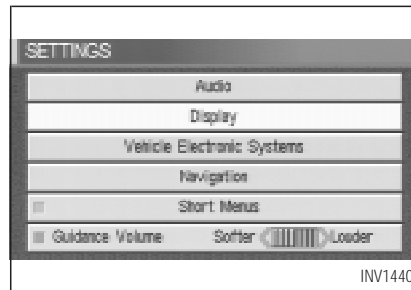 SETTINGS
Audio
Display
Vehicle Electronic Systems
Navigation
Short Menus
Guidance Volume Softer Louder
INV1440